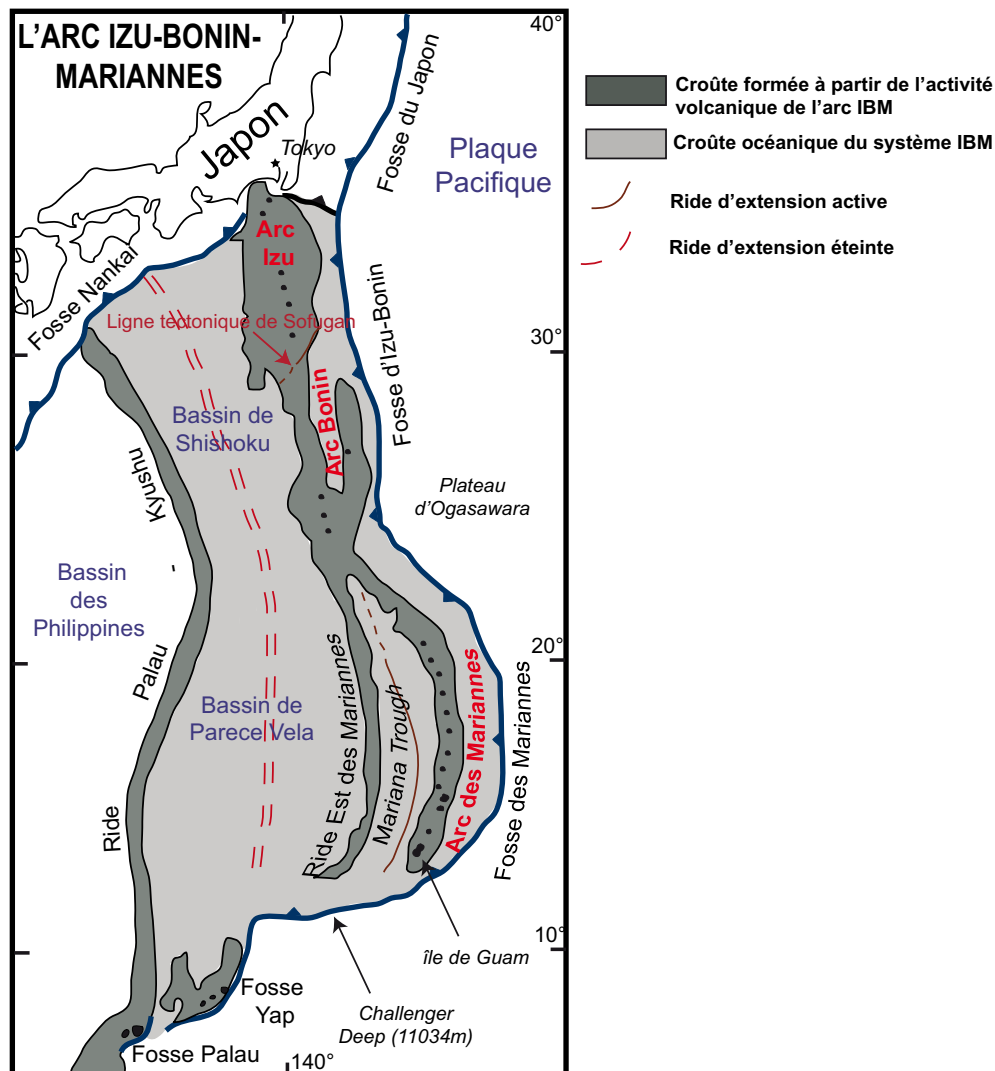 L'ARC IZU-BONIN-
MARIANNES
40°
Japon
Tokyo
Fosse du Japon
Plaque
Pacifique
Arc
Izu
Fosse Nankai
Ligne tectonique de Sofugan
Fosse d'Izu-Bonin
30°
Arc Bonin
Bassin de
Shishoku
Kyushu
Plateau
d'Ogasawara
Bassin
des
Philippines
Palau
20°
Bassin de
Parece Vela
Ride Est des Mariannes
Mariana Trough
Arc des Mariannes
Fosse des Mariannes
Ride
10°
île de Guam
Fosse
Yap
Challenger
Deep (11034m)
Fosse Palau
140°
Croûte formée à partir de l'activité
volcanique de l'arc IBM
Croûte océanique du système IBM
Ride d'extension active
Ride d'extension éteinte